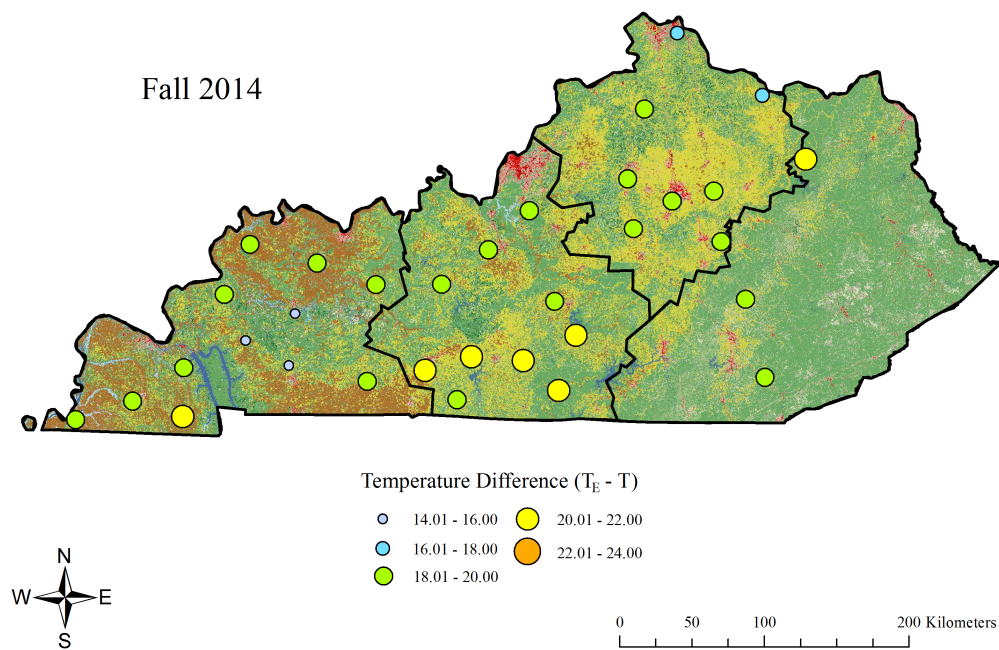 Fall 2014
Temperature Difference (TE - T)
14.01 - 16.00
16.01 - 18.00
18.01 - 20.00
20.01 - 22.00
22.01 - 24.00
N
W E
S
0 50 100 200 Kilometers